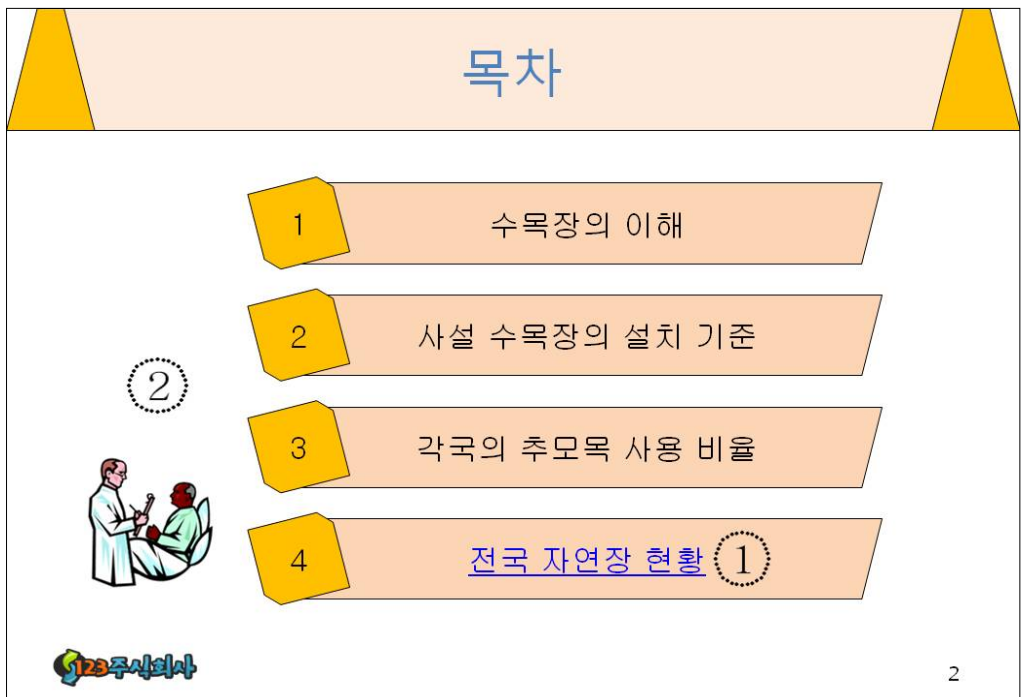 목차
1 수목장의 이해
2 사설 수목장의 설치 기준
②
3 각국의 추모목 사용 비율
4 전국 자연장 현황 ①
123주식회사
2